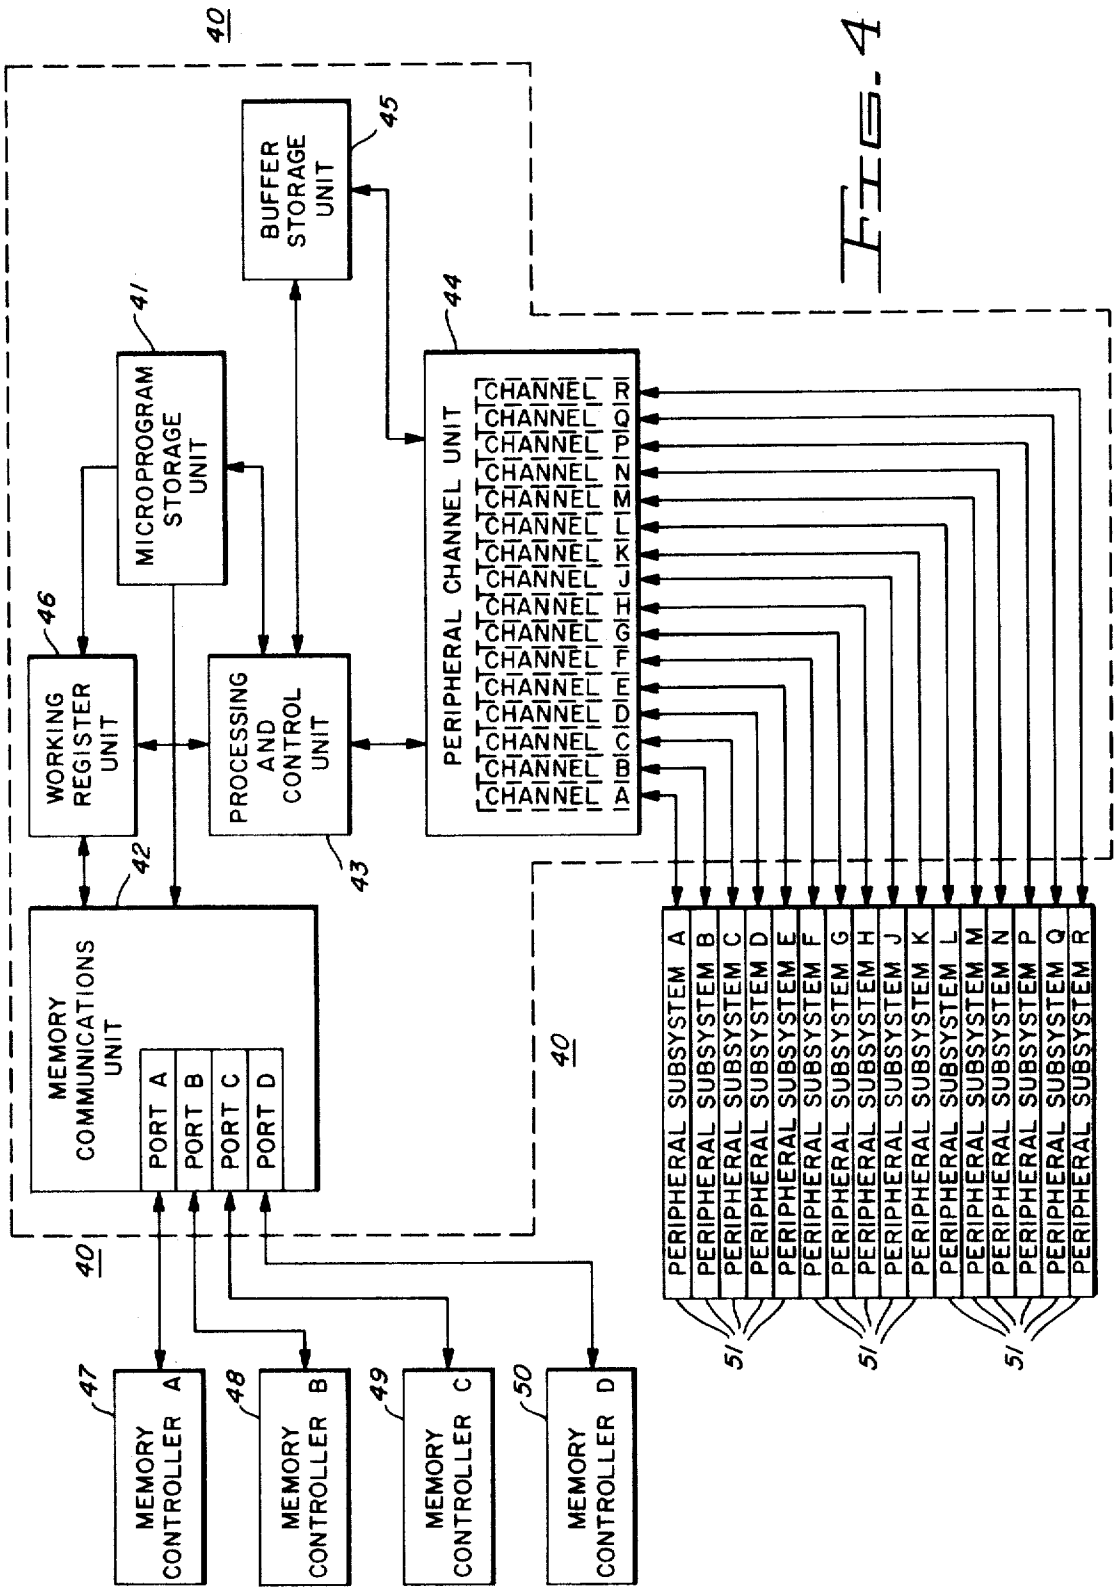 40
MEMORY
CONTROLLER A
47
MEMORY
CONTROLLER B
48
MEMORY
CONTROLLER C
49
MEMORY
CONTROLLER D
50
40
MEMORY
COMMUNICATIONS
UNIT
42
PORT A
PORT B
PORT C
PORT D
WORKING
REGISTER
UNIT
46
MICROPROGRAM
STORAGE
UNIT
41
PROCESSING
AND
CONTROL
UNIT
43
BUFFER
STORAGE
UNIT
45
40
PERIPHERAL CHANNEL UNIT
44
CHANNEL A
CHANNEL B
CHANNEL C
CHANNEL D
CHANNEL E
CHANNEL F
CHANNEL G
CHANNEL H
CHANNEL J
CHANNEL K
CHANNEL L
CHANNEL M
CHANNEL N
CHANNEL P
CHANNEL Q
CHANNEL R
PERIPHERAL SUBSYSTEM A
PERIPHERAL SUBSYSTEM B
PERIPHERAL SUBSYSTEM C
PERIPHERAL SUBSYSTEM D
PERIPHERAL SUBSYSTEM E
PERIPHERAL SUBSYSTEM F
PERIPHERAL SUBSYSTEM G
PERIPHERAL SUBSYSTEM H
PERIPHERAL SUBSYSTEM J
PERIPHERAL SUBSYSTEM K
PERIPHERAL SUBSYSTEM L
PERIPHERAL SUBSYSTEM M
PERIPHERAL SUBSYSTEM N
PERIPHERAL SUBSYSTEM P
PERIPHERAL SUBSYSTEM Q
PERIPHERAL SUBSYSTEM R
51
51
51
FIG. 4